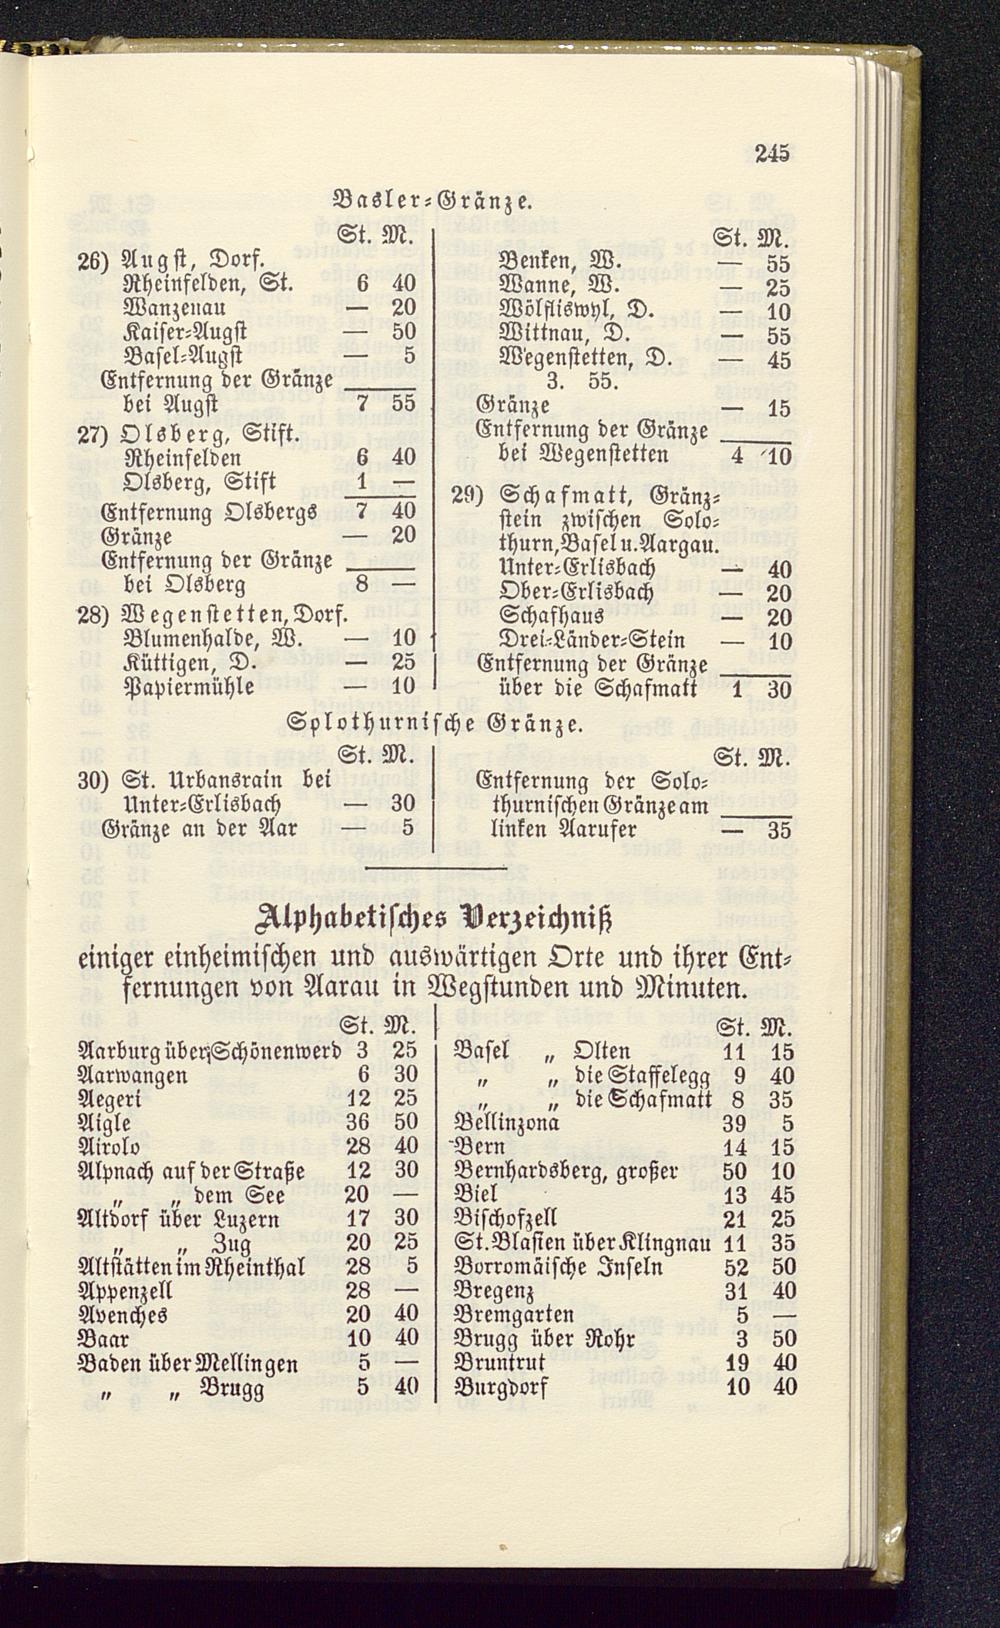 245
Basler-Gränze.
St. M.
26) Augst, Dorf.
Rheinfelden, St. 6 40
Wanzenau — 20
Kaiser-Augst — 50
Basel-Augst — 5
Entfernung der Gränze
bei Augst 7 55
27) Olsberg, Stift.
Rheinfelden 6 40
Olsberg, Stift 1 —
Entfernung Olsbergs 7 40
Gränze — 20
Entfernung der Gränze
bei Olsberg 8 —
28) Wegenstetten, Dorf.
Blumenhalde, W. — 10
Küttigen, D. — 25
Papiermühle — 10
St. M.
Benken, W. — 55
Wanne, W. — 25
Wölfliswyl, D. — 10
Wittnau, D. — 55
Wegenstetten, D. — 45
3. 55.
Gränze — 15
Entfernung der Gränze
bei Wegenstetten 4 10
29) Schafmatt, Gränz-
stein zwischen Solo-
thurn, Basel u. Aargau.
Unter-Erlisbach — 40
Ober-Erlisbach — 20
Schafhaus — 20
Drei-Länder-Stein — 10
Entfernung der Gränze
über die Schafmatt 1 30
Solothurnische Gränze.
St. M.
30) St. Urbansrain bei
Unter-Erlisbach — 30
Gränze an der Aar — 5
St. M.
Entfernung der Solo-
thurnischen Gränze am
linken Aarufer — 35
Alphabetisches Verzeichniß
einiger einheimischen und auswärtigen Orte und ihrer Ent-
fernungen von Aarau in Wegstunden und Minuten.
St. M.
Aarburg über Schönenwerd 3 25
Aarwangen 6 30
Aegeri 12 25
Aigle 36 50
Airolo 28 40
Alpnach auf der Straße 12 30
„ „ dem See 20 —
Altdorf über Luzern 17 30
„ „ Zug 20 25
Altstätten im Rheinthal 28 5
Appenzell 28 —
Avenches 20 40
Baar 10 40
Baden über Mellingen 5 —
„ „ Brugg 5 40
St. M.
Basel „ Olten 11 15
„ „ die Staffelegg 9 40
„ „ die Schafmatt 8 35
Bellinzona 39 5
Bern 14 15
Bernhardsberg, großer 50 10
Biel 13 45
Bischofzell 21 25
St. Blasien über Klingnau 11 35
Borromäische Inseln 52 50
Bregenz 31 40
Bremgarten 5 —
Brugg über Rohr 3 50
Bruntrut 19 40
Burgdorf 10 40